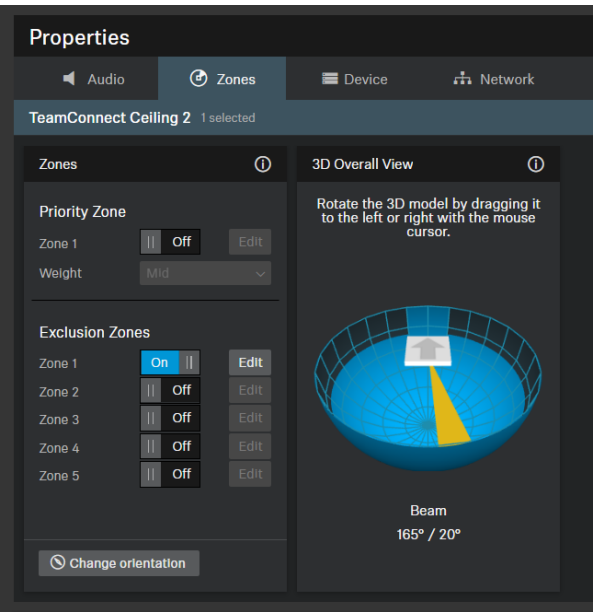 Properties
Audio
Zones
Device
Network
TeamConnect Ceiling 2 1 selected
Zones
Priority Zone
Zone 1 Off Edit
Weight Mid
Exclusion Zones
Zone 1 On Edit
Zone 2 Off Edit
Zone 3 Off Edit
Zone 4 Off Edit
Zone 5 Off Edit
Change orientation
3D Overall View
Rotate the 3D model by dragging it
to the left or right with the mouse
cursor.
Beam
165° / 20°